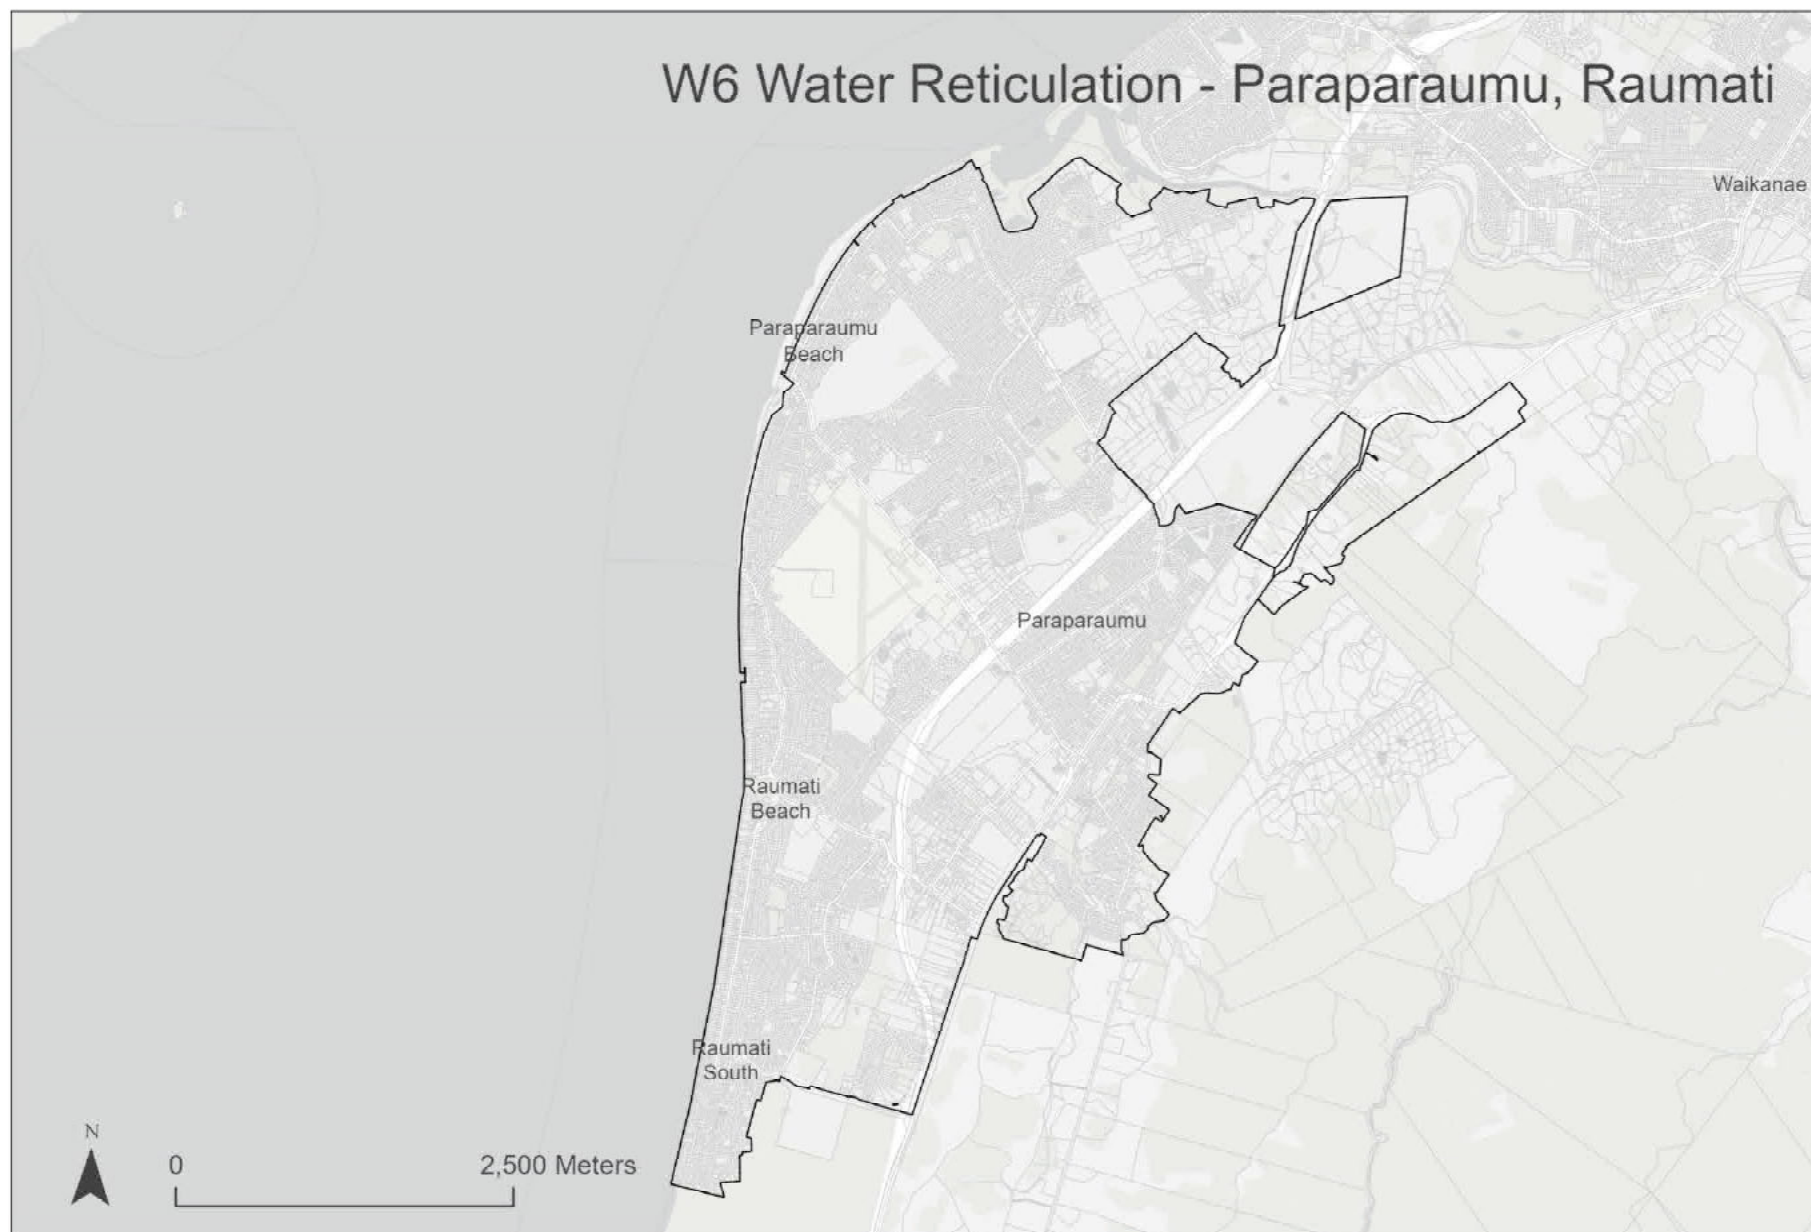 W6 Water Reticulation - Paraparaumu, Raumati
Waikanae
Paraparaumu
Beach
Paraparaumu
Raumati
Beach
Raumati
South
N
0
2,500 Meters